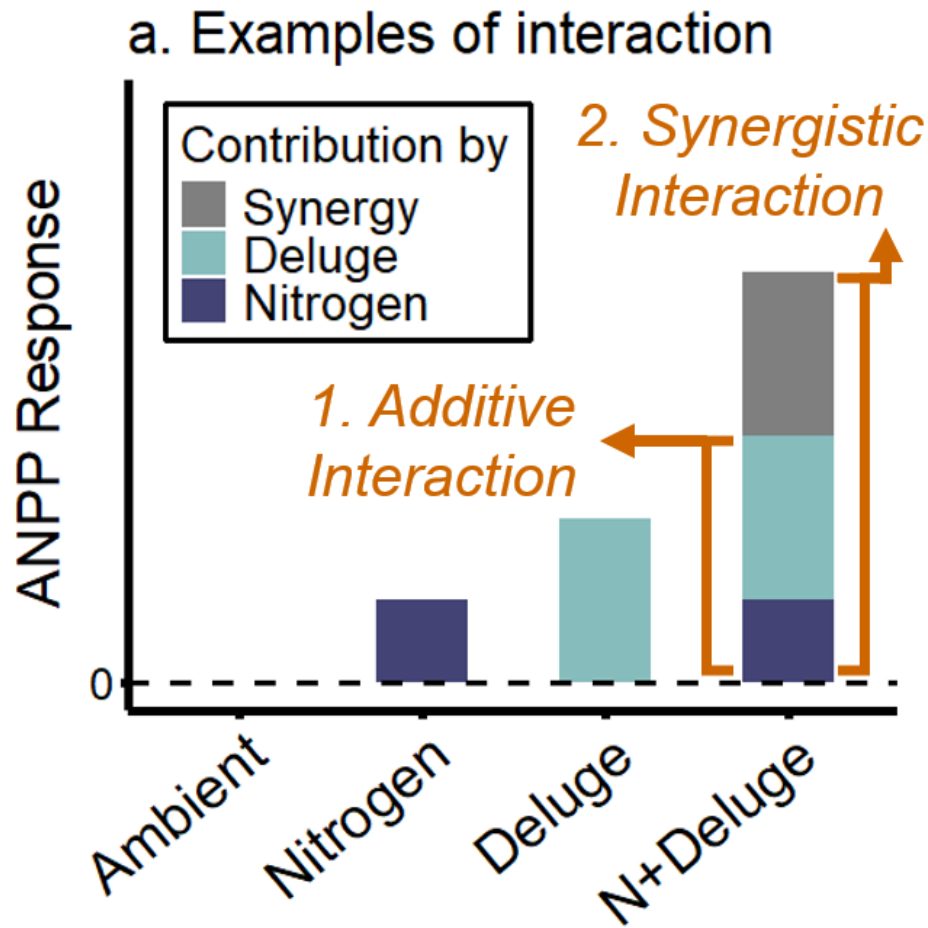 a. Examples of interaction
Contribution by
Synergy
Deluge
Nitrogen
2. Synergistic
Interaction
1. Additive
Interaction
ANPP Response
0
Ambient
Nitrogen
Deluge
N+Deluge